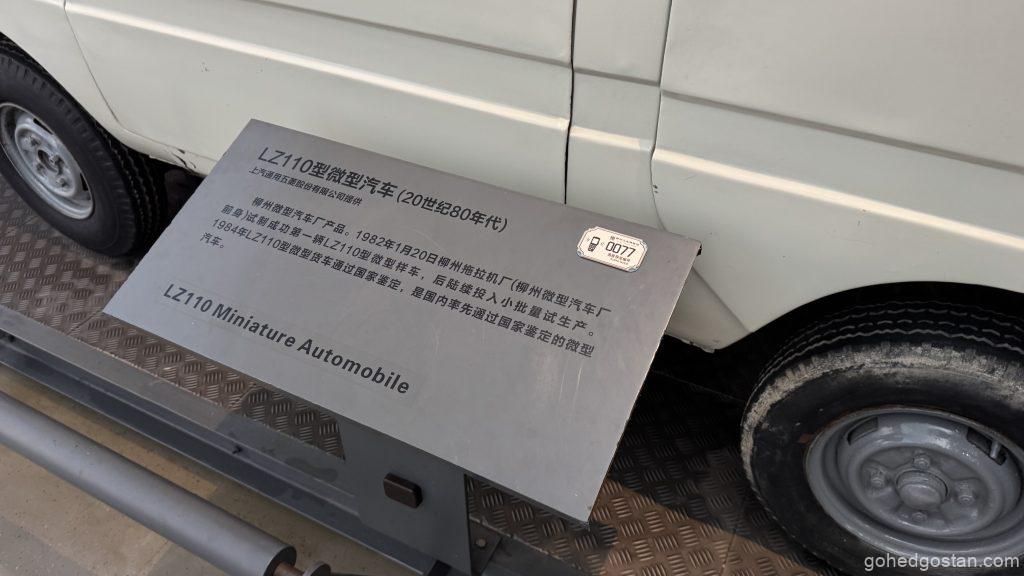 LZ110型微型汽车（20世纪80年代）
上汽通用五菱股份有限公司提供
柳州微型汽车厂产品。1982年1月20日柳州拖拉机厂（柳州微型汽车厂
前身）试制成功第一辆LZ110型微型样车，后陆续投入小批量试生产。
1984年LZ110型微型货车通过国家鉴定，是国内率先通过国家鉴定的微型
汽车。
LZ110 Miniature Automobile
0077
gohedgostan.com